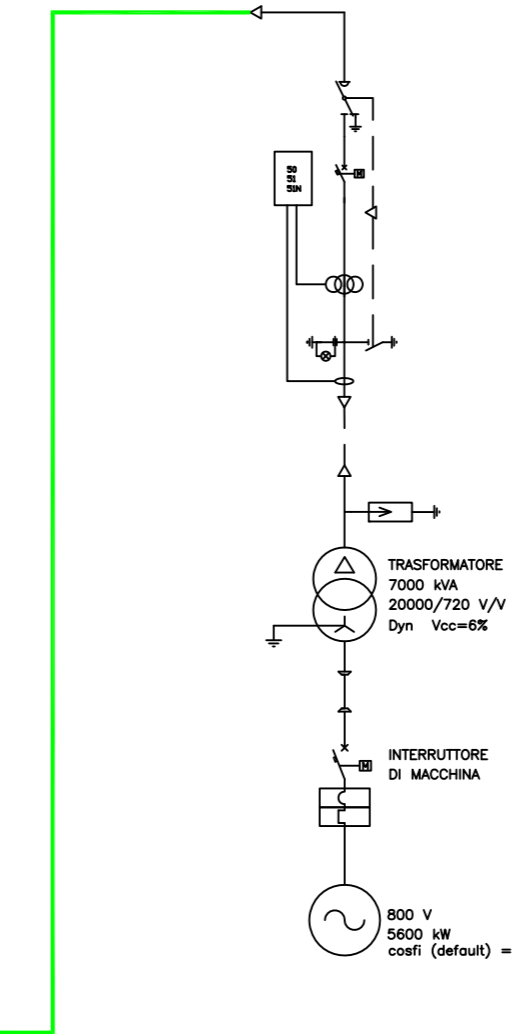 50
51
51N
M
TRASFORMATORE
7000 kVA
20000/720 V/V
Dyn Vcc=6%
INTERRUTTORE
DI MACCHINA
M
800 V
5600 kW
cosfi (default) =